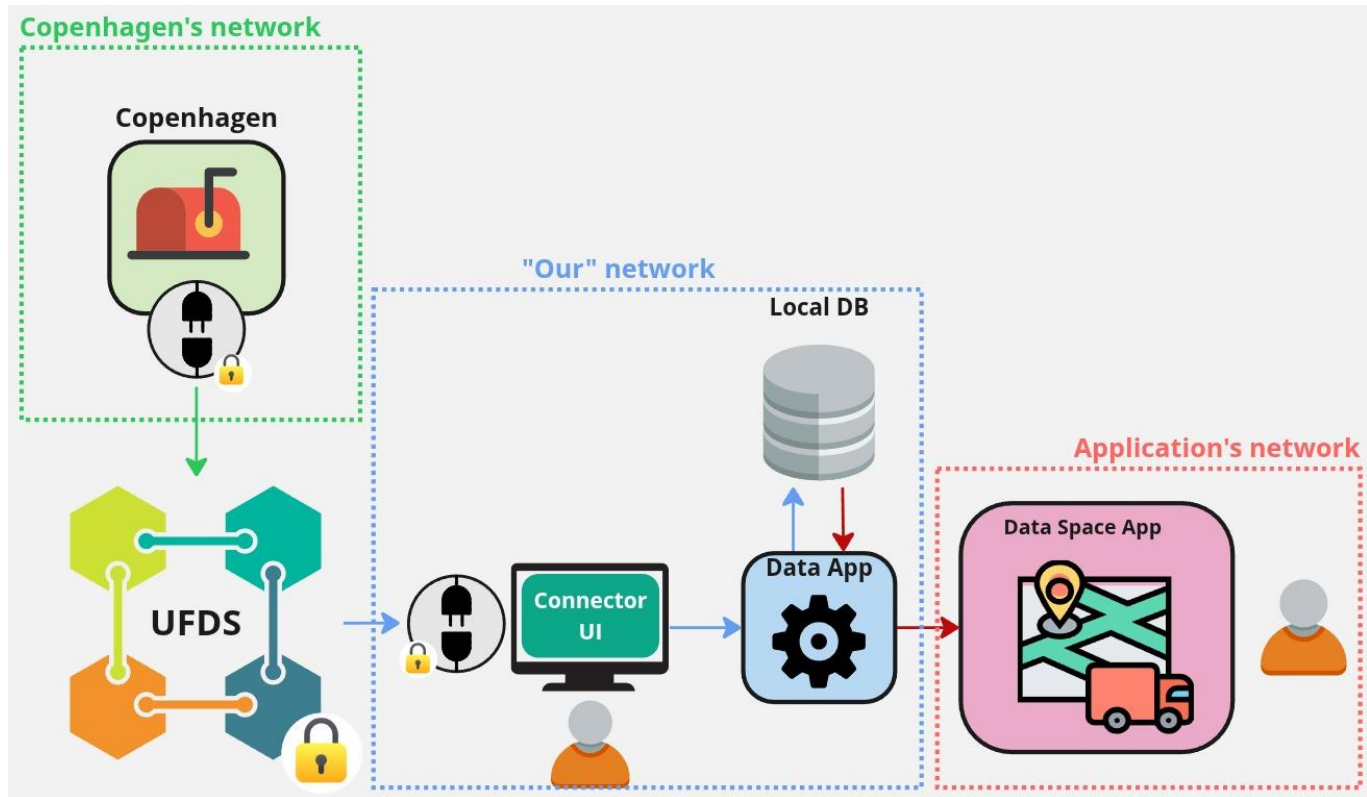 Copenhagen's network
Copenhagen
"Our" network
Local DB
Application's network
Data Space App
Data App
Connector
UI
UFDS